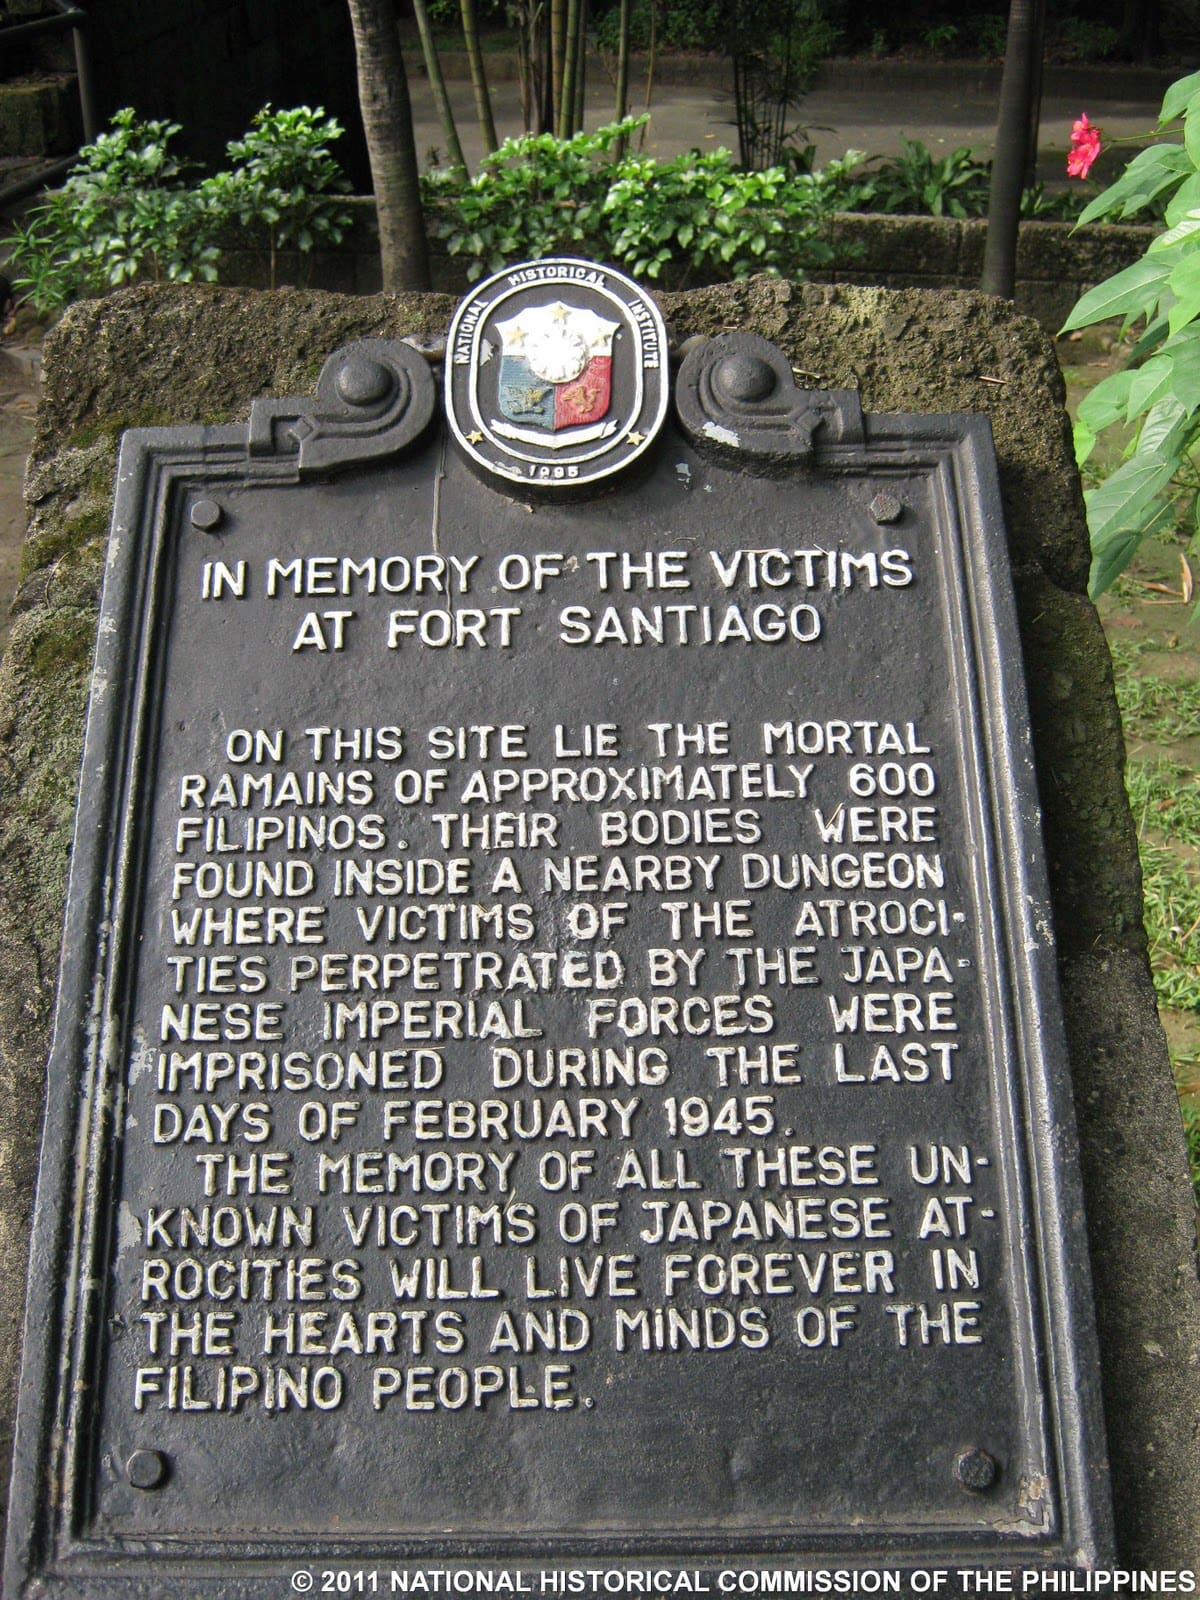 NATIONAL HISTORICAL INSTITUTE
1995
IN MEMORY OF THE VICTIMS
AT FORT SANTIAGO
ON THIS SITE LIE THE MORTAL
RAMAINS OF APPROXIMATELY 600
FILIPINOS. THEIR BODIES WERE
FOUND INSIDE A NEARBY DUNGEON
WHERE VICTIMS OF THE ATROCI-
TIES PERPETRATED BY THE JAPA-
NESE IMPERIAL FORCES WERE
IMPRISONED DURING THE LAST
DAYS OF FEBRUARY 1945.
THE MEMORY OF ALL THESE UN-
KNOWN VICTIMS OF JAPANESE AT-
ROCITIES WILL LIVE FOREVER IN
THE HEARTS AND MINDS OF THE
FILIPINO PEOPLE.
© 2011 NATIONAL HISTORICAL COMMISSION OF THE PHILIPPINES